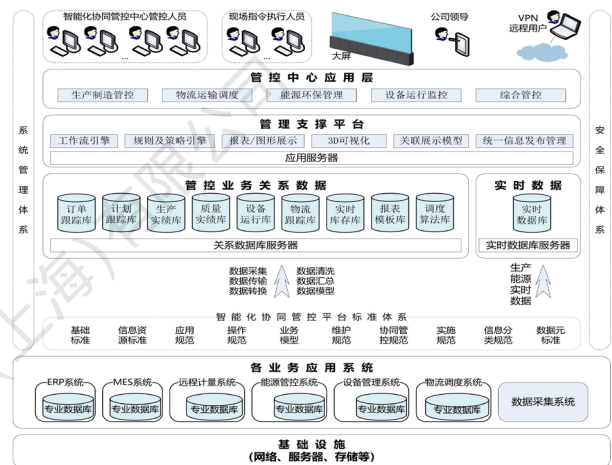 智能化协同管控中心管控人员
现场指令执行人员
公司领导
VPN
远程用户
...
...
大屏
管控中心应用层
生产制造管控 物流运输调度 能源环保管理 设备运行监控 综合管控
管理支撑平台
工作流引擎 规则及策略引擎 报表/图形展示 3D可视化 关联展示模型 统一信息发布管理
应用服务器
系统管理体系
安全保障体系
管控业务关系数据
订单跟踪库 计划跟踪库 生产实绩库 质量实绩库 设备运行库 物流跟踪库 实时库存库 报表模板库 调度算法库
关系数据库服务器
实时数据
实时数据库
实时数据库服务器
数据采集 数据清洗
数据传输 数据汇总
数据转换 数据模型
生产
能源
实时
数据
智能化协同管控平台标准体系
基础标准 信息资源标准 应用规范 操作规范 业务模型 维护规范 协同管控规范 实施规范 信息分类规范 数据元标准
各业务应用系统
ERP系统 MES系统 远程计量系统 能源管控系统 设备管理系统 物流调度系统
专业数据库 专业数据库 专业数据库 专业数据库 专业数据库 专业数据库
数据采集系统
基础设施
(网络、服务器、存储等)
(上海)有限公司